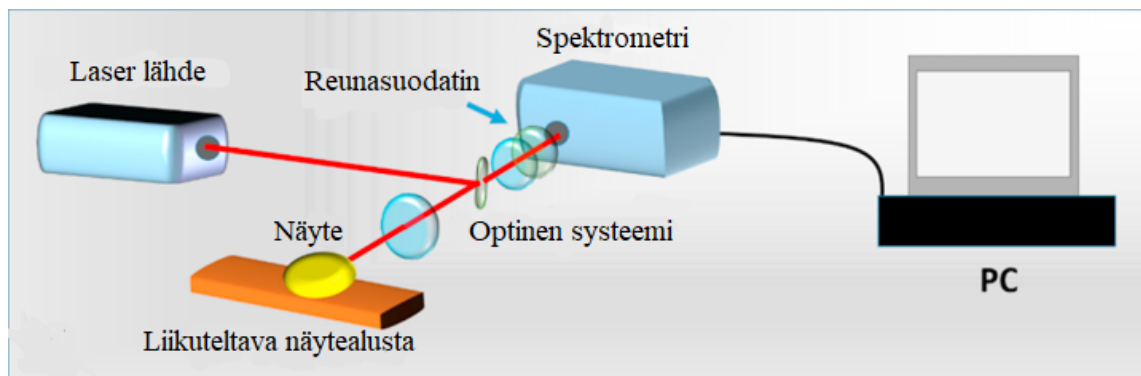 Spektrometri
Laser lähde
Reunasuodatin
Näyte
Optinen systeemi
PC
Liikuteltava näytealusta